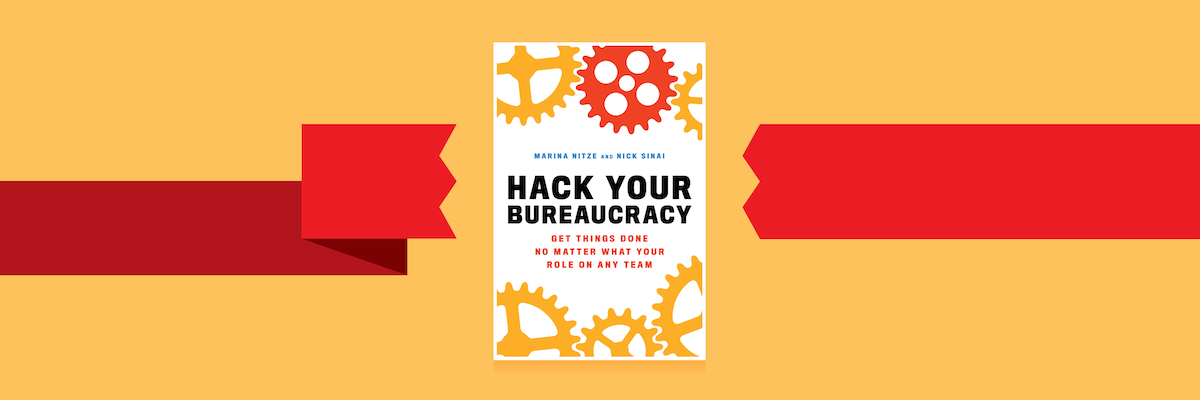 MARINA NITZE AND NICK SINAI
HACK YOUR
BUREAUCRACY
GET THINGS DONE
NO MATTER WHAT YOUR
ROLE ON ANY TEAM